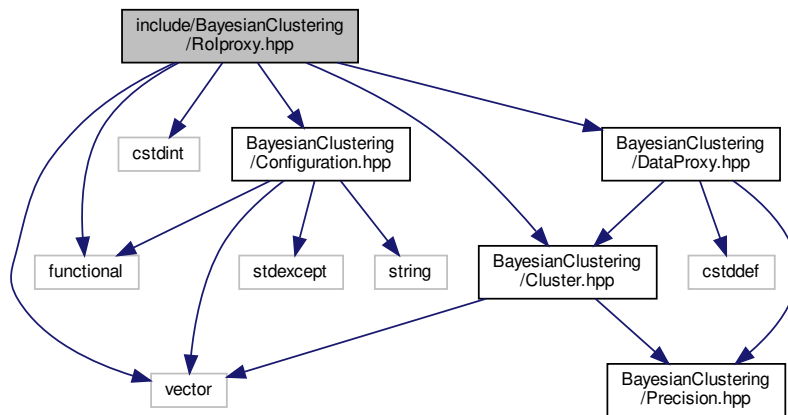 include/BayesianClustering
/RoIproxy.hpp
cstdint
BayesianClustering
/Configuration.hpp
BayesianClustering
/DataProxy.hpp
functional
stdexcept
string
BayesianClustering
/Cluster.hpp
cstddef
vector
BayesianClustering
/Precision.hpp